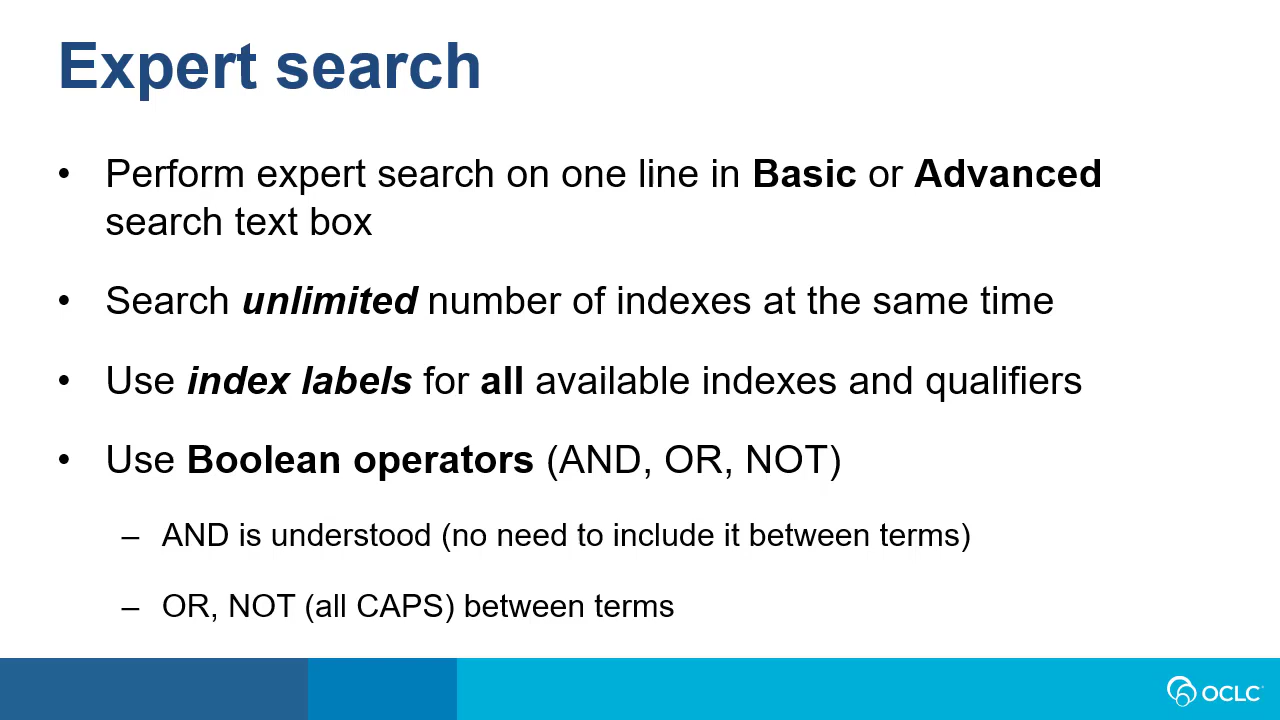 Expert search
• Perform expert search on one line in Basic or Advanced
search text box
• Search unlimited number of indexes at the same time
• Use index labels for all available indexes and qualifiers
• Use Boolean operators (AND, OR, NOT)
– AND is understood (no need to include it between terms)
– OR, NOT (all CAPS) between terms
OCLC